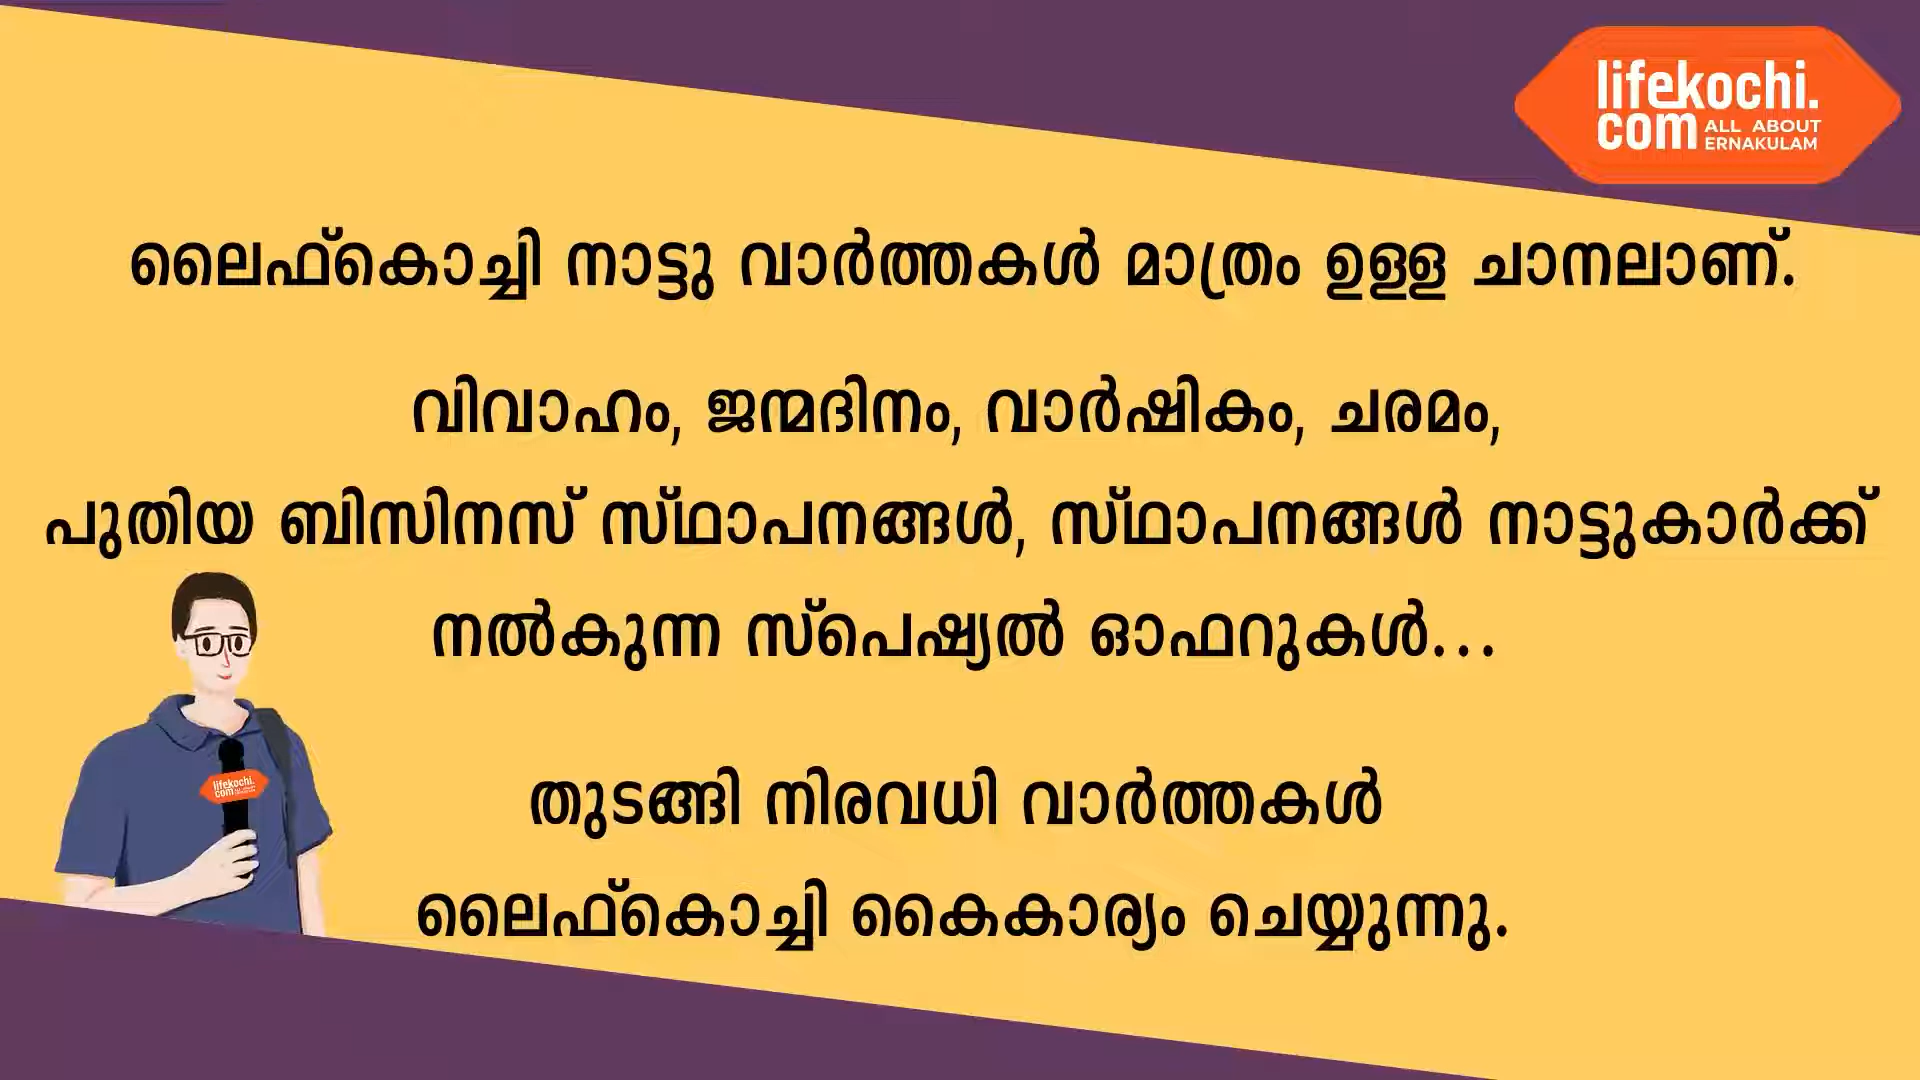 lifekochi.
com ALL ABOUT
ERNAKULAM
ലൈഫ്കൊച്ചി നാട്ടു വാർത്തകൾ മാത്രം ഉള്ള ചാനലാണ്.
വിവാഹം, ജന്മദിനം, വാർഷികം, ചരമം,
പുതിയ ബിസിനസ് സ്ഥാപനങ്ങൾ, സ്ഥാപനങ്ങൾ നാട്ടുകാർക്ക്
നൽകുന്ന സ്പെഷ്യൽ ഓഫറുകൾ...
lifekochi.
com
തുടങ്ങി നിരവധി വാർത്തകൾ
ലൈഫ്കൊച്ചി കൈകാര്യം ചെയ്യുന്നു.